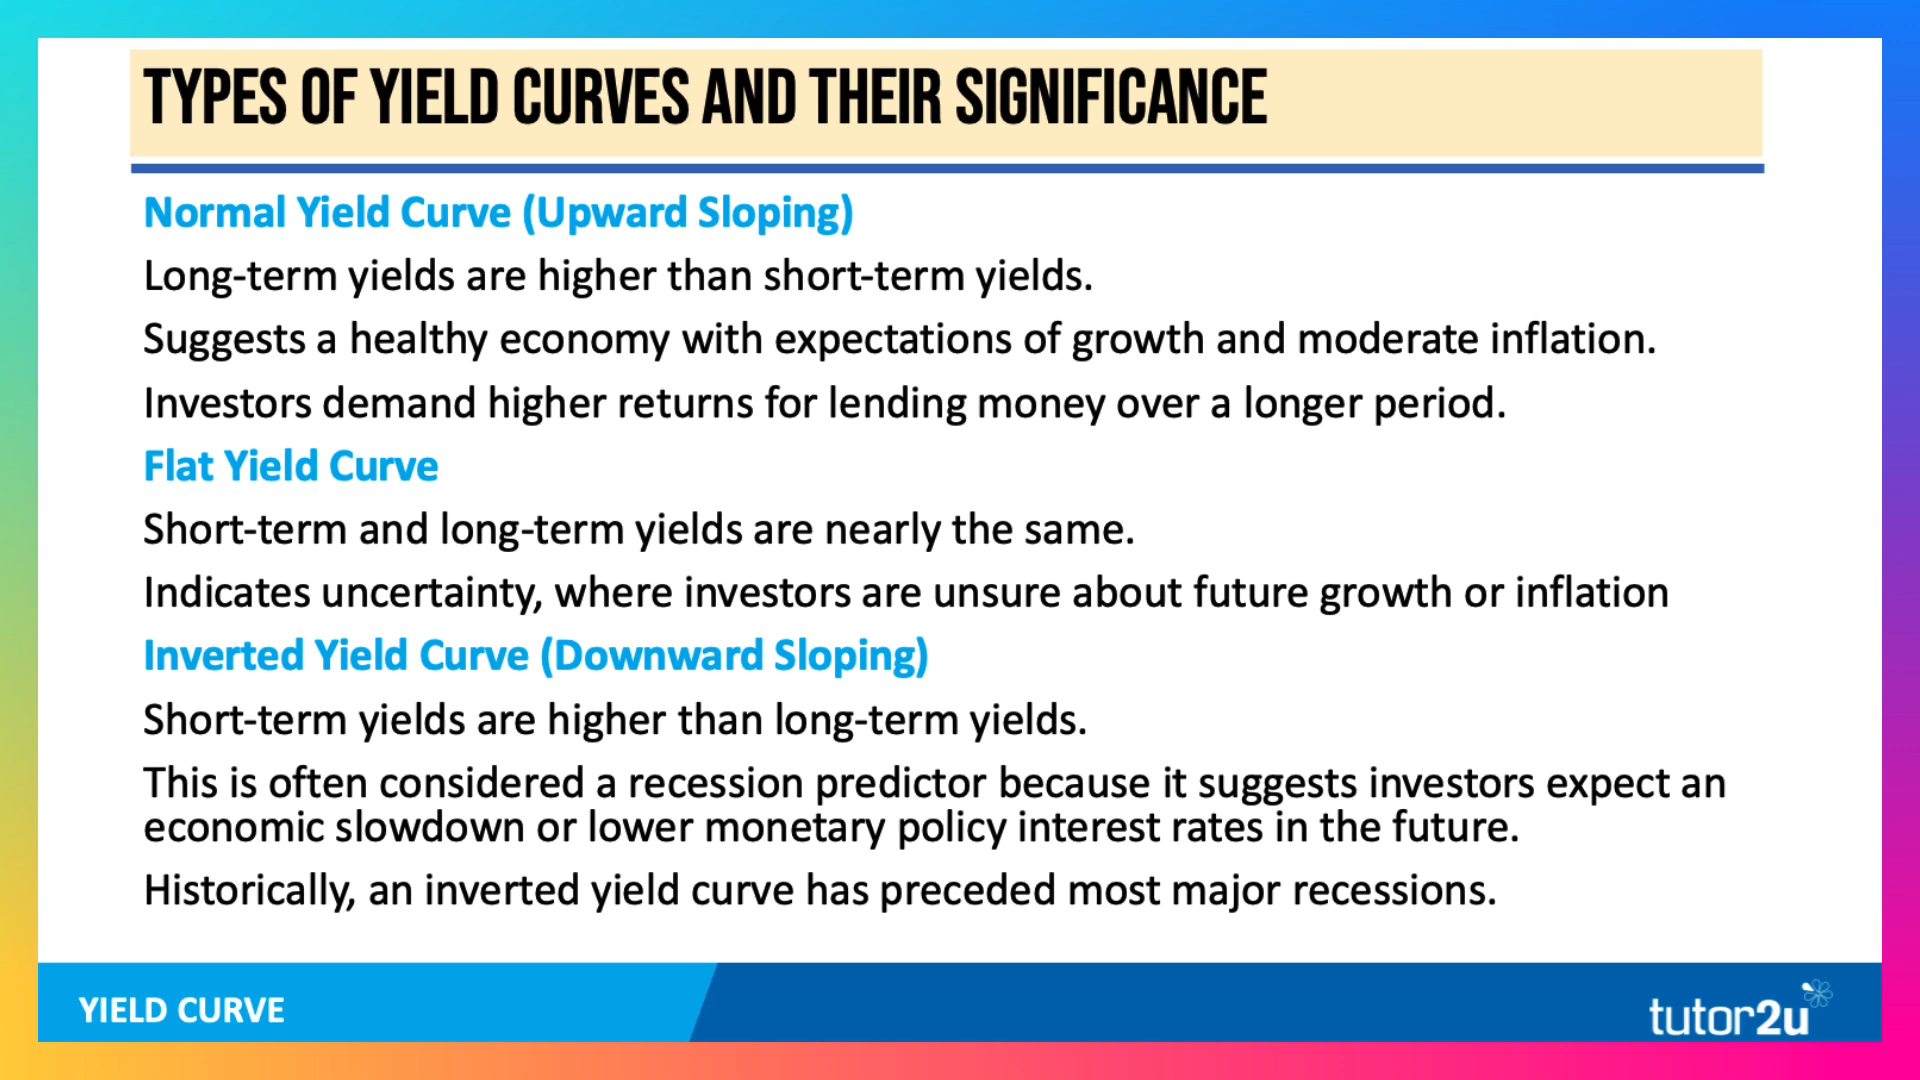 TYPES OF YIELD CURVES AND THEIR SIGNIFICANCE
Normal Yield Curve (Upward Sloping)
Long-term yields are higher than short-term yields.
Suggests a healthy economy with expectations of growth and moderate inflation.
Investors demand higher returns for lending money over a longer period.
Flat Yield Curve
Short-term and long-term yields are nearly the same.
Indicates uncertainty, where investors are unsure about future growth or inflation
Inverted Yield Curve (Downward Sloping)
Short-term yields are higher than long-term yields.
This is often considered a recession predictor because it suggests investors expect an
economic slowdown or lower monetary policy interest rates in the future.
Historically, an inverted yield curve has preceded most major recessions.
YIELD CURVE
tutor2u